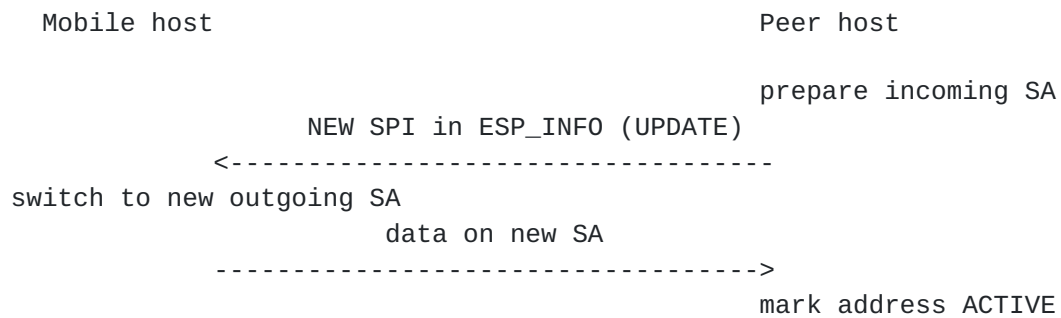 Mobile host                                   Peer host
prepare incoming SA
NEW SPI in ESP_INFO (UPDATE)
<-----------------------------------
switch to new outgoing SA
data on new SA
----------------------------------->
mark address ACTIVE